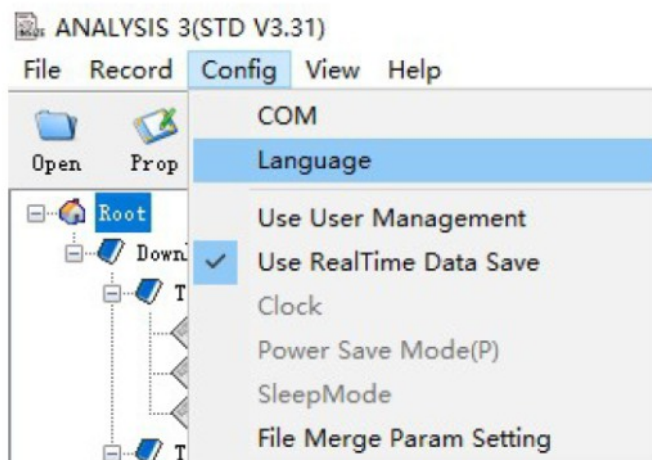 ANALYSIS 3(STD V3.31)
File Record Config View Help
Open Prop
COM
Language
Root
Use User Management
Down
Use RealTime Data Save
T
Clock
Power Save Mode(P)
SleepMode
File Merge Param Setting
T